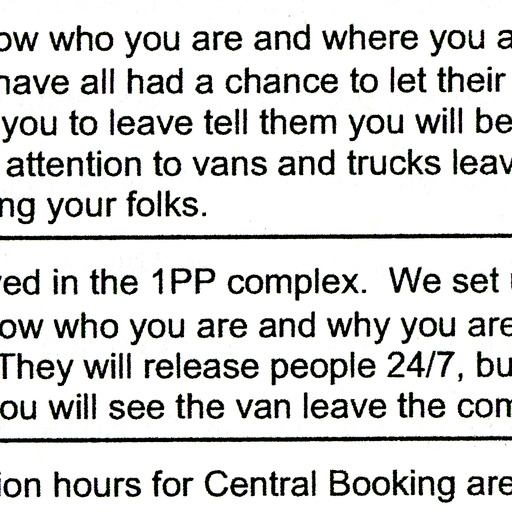 ow who you are and where you a
have all had a chance to let their
you to leave tell them you will be
attention to vans and trucks leav
ng your folks.
ed in the 1PP complex.  We set
ow who you are and why you are
They will release people 24/7, bu
ou will see the van leave the com
ion hours for Central Booking are